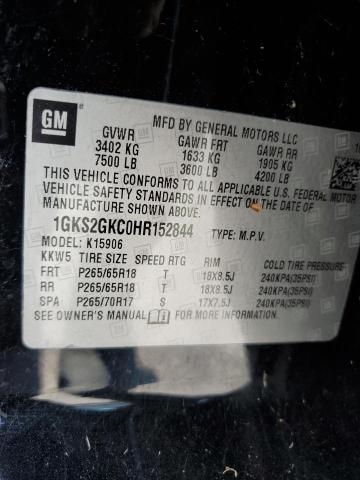 GM
MFD BY GENERAL MOTORS LLC
GVWR GAWR FRT GAWR RR
3402 KG 1633 KG 1905 KG
7500 LB 3600 LB 4200 LB
THIS VEHICLE CONFORMS TO ALL APPLICABLE U.S. FEDERAL MOTOR
VEHICLE SAFETY STANDARDS IN EFFECT ON THE DATE OF
MANUFACTURE SHOWN ABOVE.
1GKS2GKC0HR152844 TYPE: M.P.V.
MODEL: K15906
KKW5 TIRE SIZE SPEED RTG RIM COLD TIRE PRESSURE
FRT P265/65R18 T 18X8.5J 240KPA(35PSI)
RR P265/65R18 T 18X8.5J 240KPA(35PSI)
SPA P265/70R17 S 17X7.5J 240KPA(35PSI)
SEE OWNER'S MANUAL FOR MORE INFORMATION